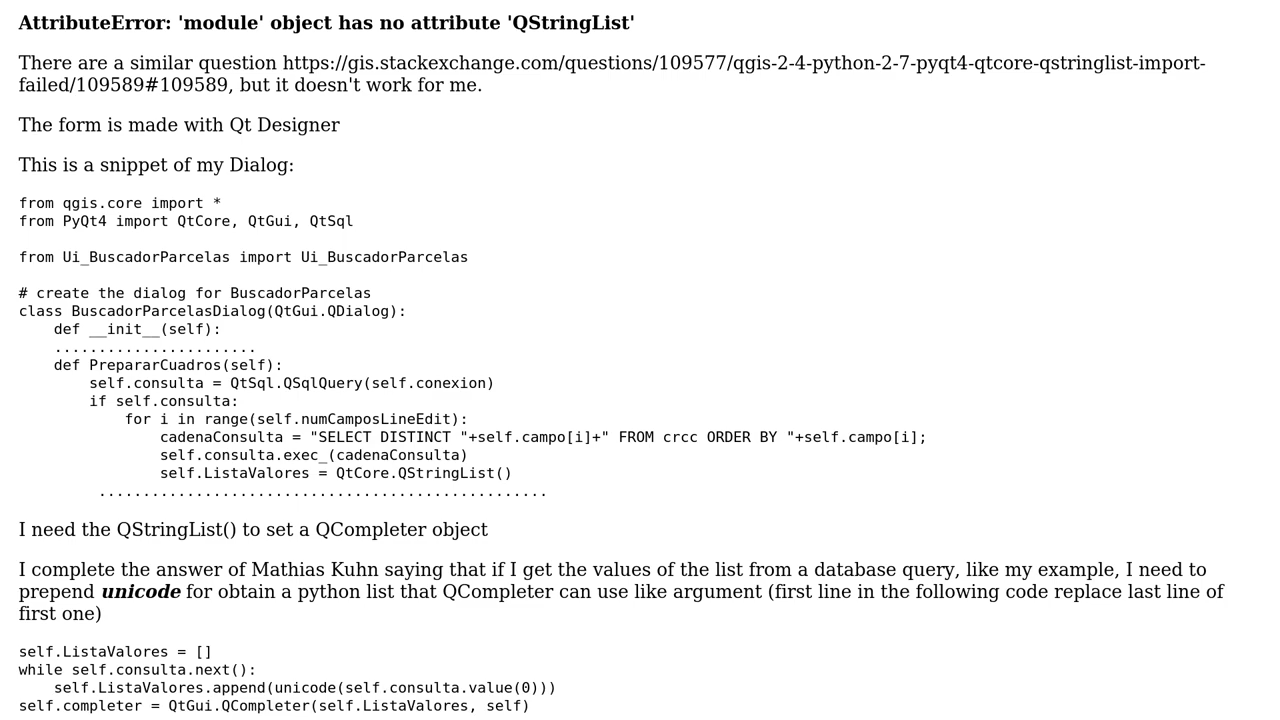 AttributeError: 'module' object has no attribute 'QStringList'
There are a similar question https://gis.stackexchange.com/questions/109577/qgis-2-4-python-2-7-pyqt4-qtcore-qstringlist-import-
failed/109589#109589, but it doesn't work for me.
The form is made with Qt Designer
This is a snippet of my Dialog:
from qgis.core import *
from PyQt4 import QtCore, QtGui, QtSql
from Ui_BuscadorParcelas import Ui_BuscadorParcelas
# create the dialog for BuscadorParcelas
class BuscadorParcelasDialog(QtGui.QDialog):
    def __init__(self):
    .......................
    def PrepararCuadros(self):
        self.consulta = QtSql.QSqlQuery(self.conexion)
        if self.consulta:
            for i in range(self.numCamposLineEdit):
                cadenaConsulta = "SELECT DISTINCT "+self.campo[i]+" FROM crcc ORDER BY "+self.campo[i];
                self.consulta.exec_(cadenaConsulta)
                self.ListaValores = QtCore.QStringList()
         ...................................................
I need the QStringList() to set a QCompleter object
I complete the answer of Mathias Kuhn saying that if I get the values of the list from a database query, like my example, I need to
prepend unicode for obtain a python list that QCompleter can use like argument (first line in the following code replace last line of
first one)
self.ListaValores = []
while self.consulta.next():
    self.ListaValores.append(unicode(self.consulta.value(0)))
self.completer = QtGui.QCompleter(self.ListaValores, self)